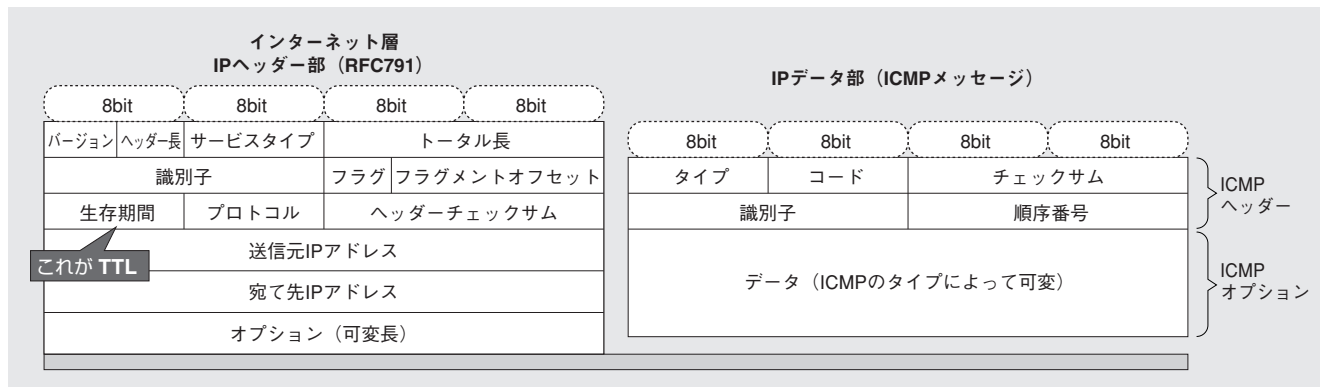 インターネット層
IPヘッダー部（RFC791）
8bit 8bit 8bit 8bit
バージョン ヘッダー長 サービスタイプ トータル長
識別子 フラグ フラグメントオフセット
生存期間 プロトコル ヘッダーチェックサム
これが TTL
送信元IPアドレス
宛て先IPアドレス
オプション（可変長）
IPデータ部（ICMPメッセージ）
8bit 8bit 8bit 8bit
タイプ コード チェックサム
識別子 順序番号
ICMP
ヘッダー
データ（ICMPのタイプによって可変）
ICMP
オプション